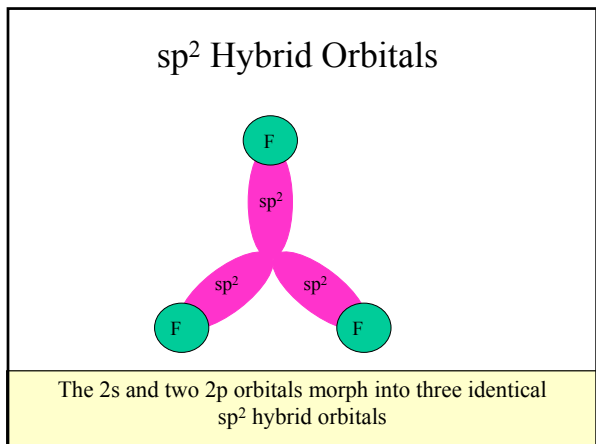 sp² Hybrid Orbitals
F
sp²
sp² sp²
F F
The 2s and two 2p orbitals morph into three identical
sp² hybrid orbitals